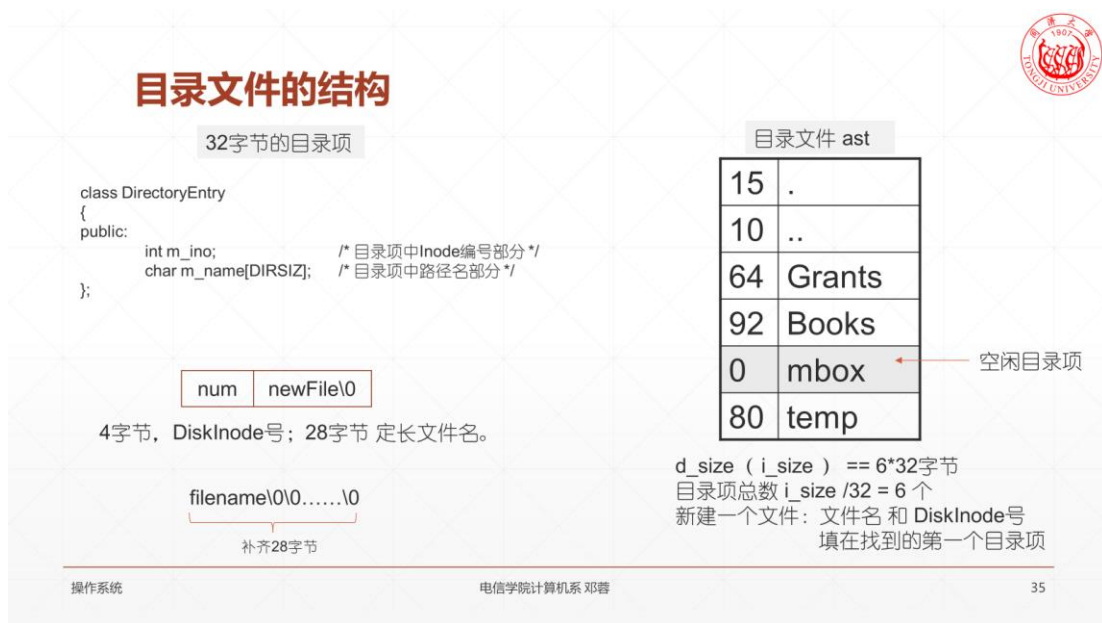 同濟大學
1907
TONGJI UNIVERSITY
目录文件的结构
32字节的目录项
class DirectoryEntry
{
public:
int m_ino; /* 目录项中Inode编号部分 */
char m_name[DIRSIZ]; /* 目录项中路径名部分 */
};
num newFile\0
4字节，DiskInode号；28字节 定长文件名。
filename\0\0……\0
补齐28字节
目录文件 ast
15 .
10 ..
64 Grants
92 Books
0 mbox
空闲目录项
80 temp
d_size （ i_size ） == 6*32字节
目录项总数 i_size /32 = 6 个
新建一个文件：文件名 和 DiskInode号
填在找到的第一个目录项
操作系统
电信学院计算机系 邓蓉
35